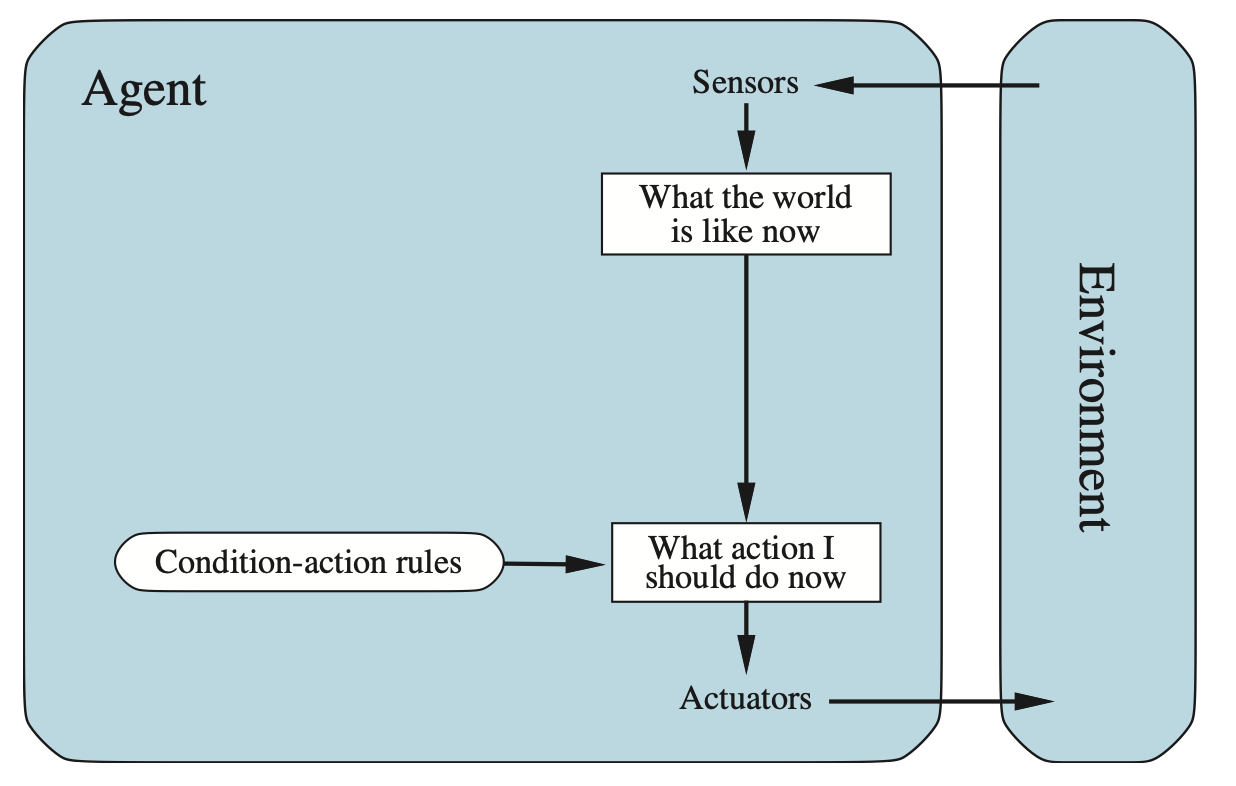 Agent
Sensors
What the world
is like now
Environment
Condition-action rules
What action I
should do now
Actuators